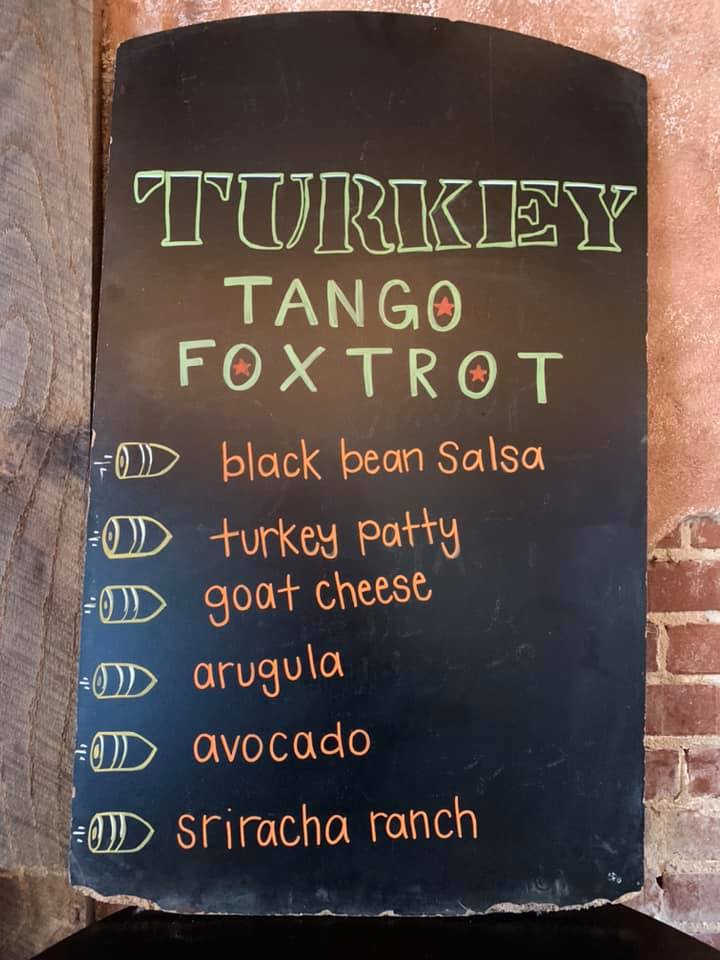 TURKEY
TANGO
FOXTROT
black bean salsa
turkey patty
goat cheese
arugula
avocado
sriracha ranch